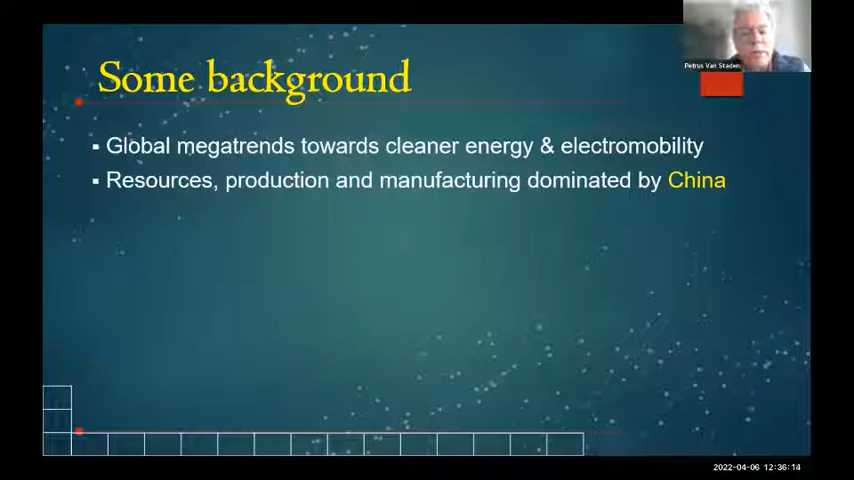 Petrus Van Staden
Some background
▪ Global megatrends towards cleaner energy & electromobility
▪ Resources, production and manufacturing dominated by China
2022-04-06 12:36:14